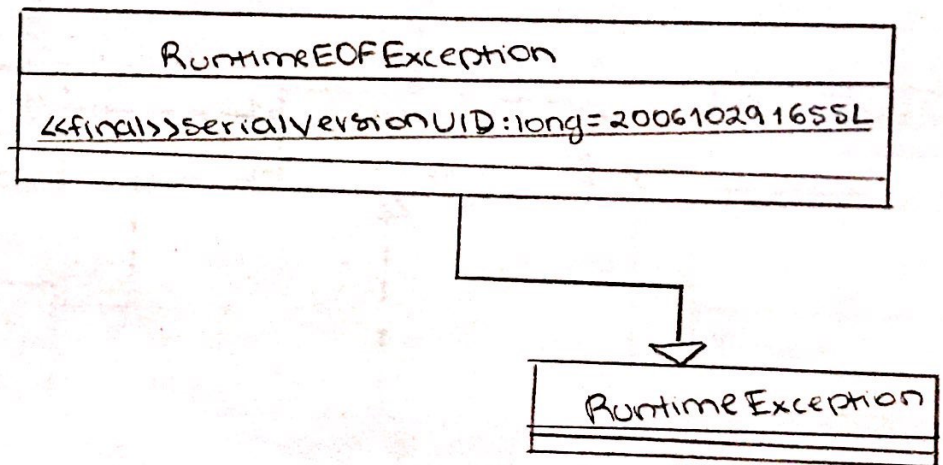 RuntimeEOFException
<<final>>serialVersionUID:long=200610291655L
RuntimeException